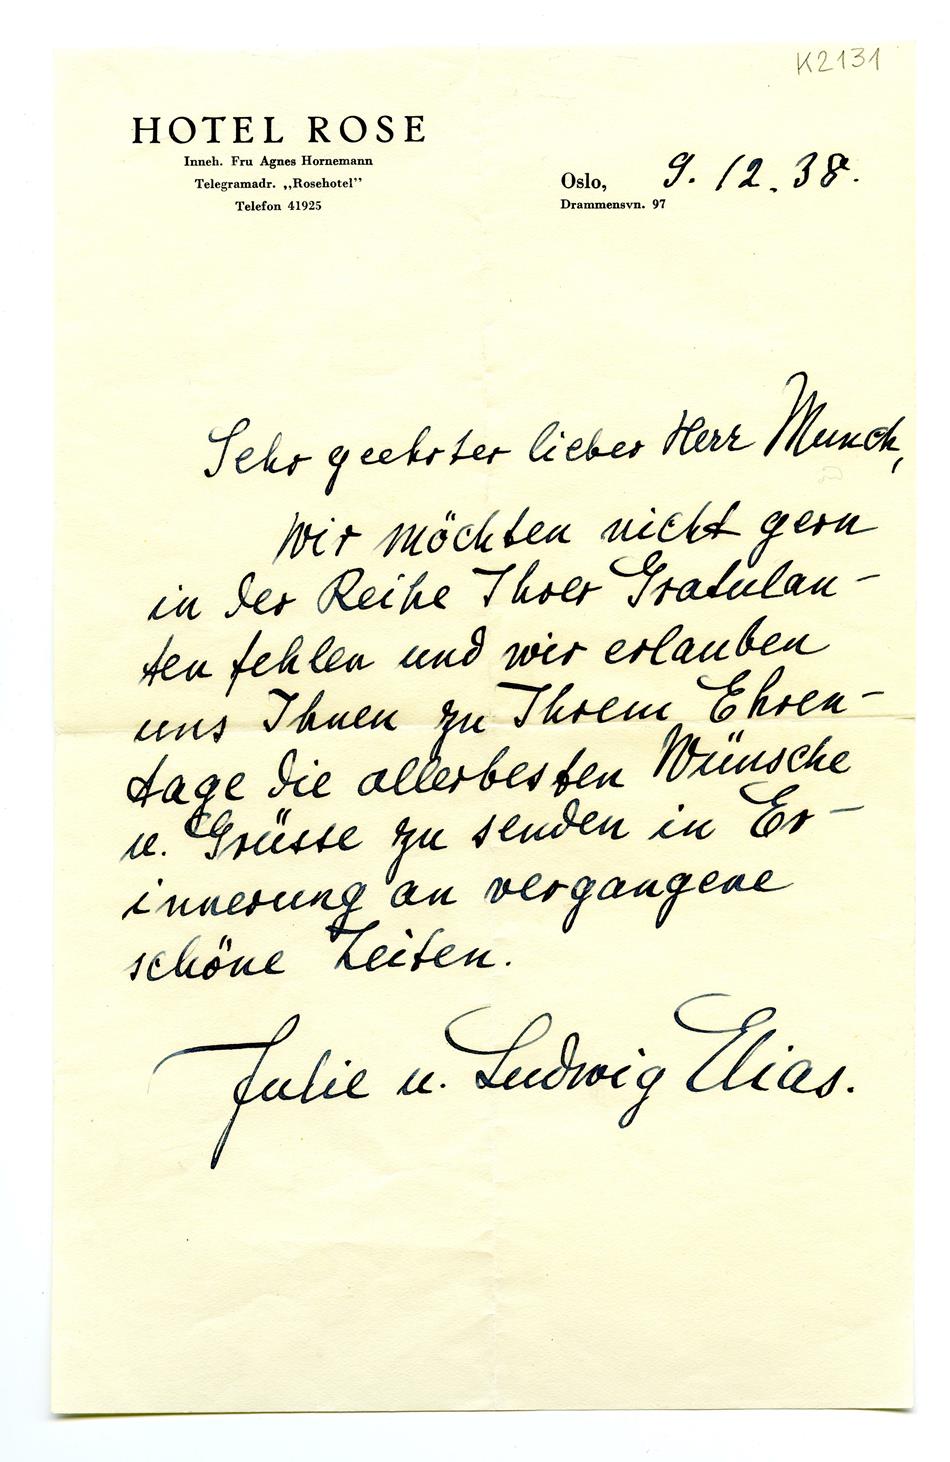 K2131
HOTEL ROSE
Inneh. Fru Agnes Hornemann
Telegramadr. „Rosehotel”
Telefon 41925
Oslo, 9. 12. 38.
Drammensvn. 97
Sehr geehrter lieber Herr Munch,
Wir möchten nicht gern
in der Reihe Ihrer Gratulan-
ten fehlen und wir erlauben
uns Ihnen zu Ihrem Ehren-
tage die allerbesten Wünsche
u. Grüsse zu senden in Er-
innerung an vergangene
schöne Zeiten.
Julie u. Ludwig Elias.